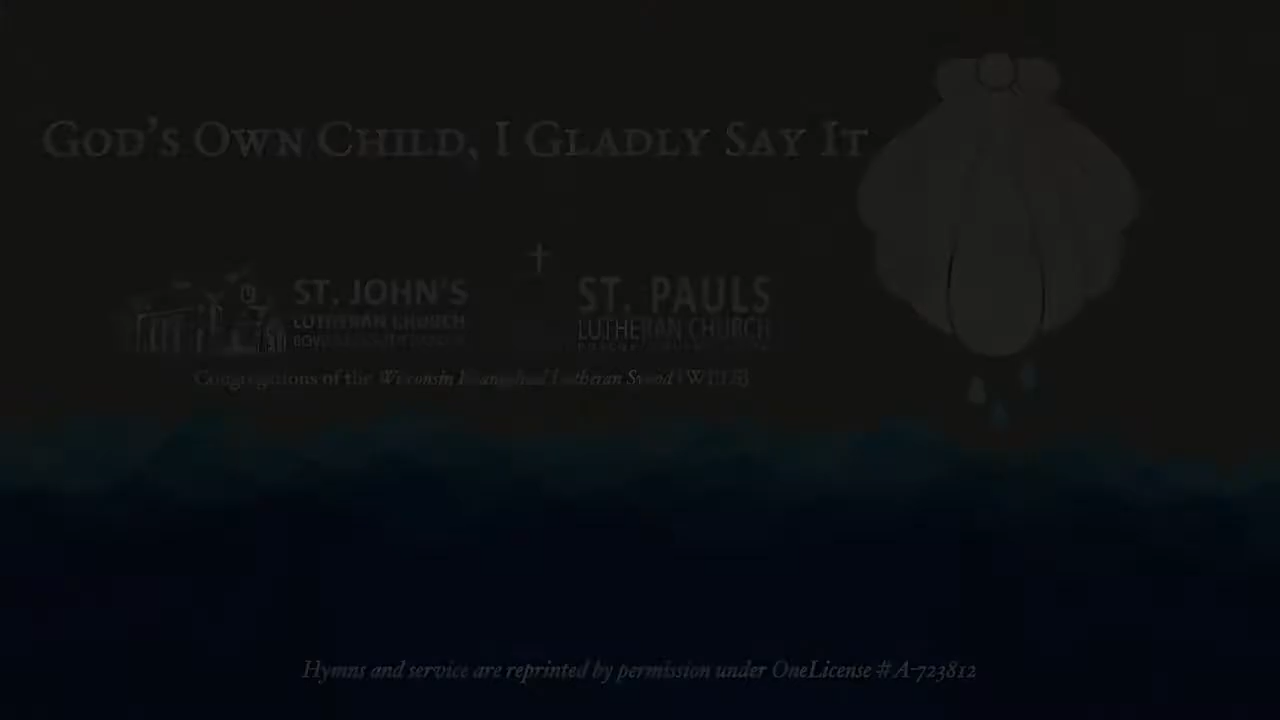 God's Own Child, I Gladly Say It
ST. JOHN'S
LUTHERAN CHURCH
ST. PAULS
LUTHERAN CHURCH
Congregations of the Wisconsin Evangelical Lutheran Synod (WELS)
Hymns and service are reprinted by permission under OneLicense #A-723812